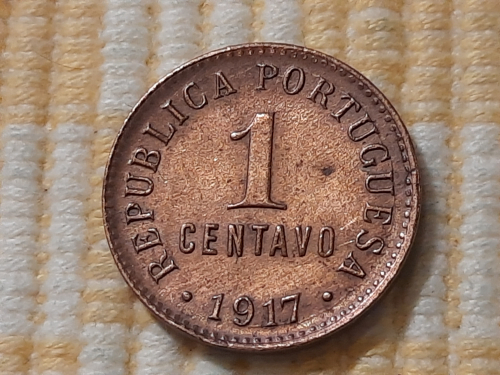 REPUBLICA PORTUGUESA
1
CENTAVO
• 1917 •